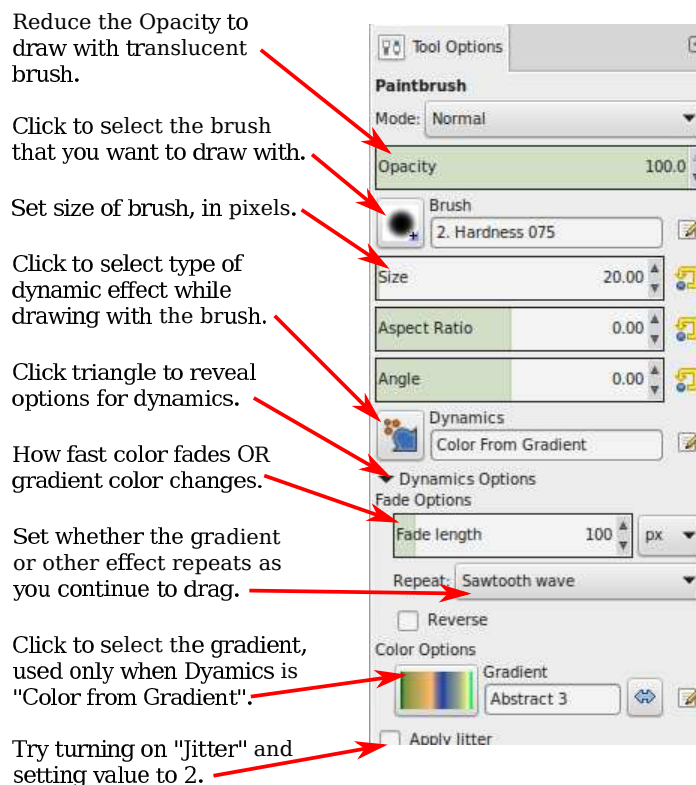 Reduce the Opacity to
draw with translucent
brush.
Click to select the brush
that you want to draw with.
Set size of brush, in pixels.
Click to select type of
dynamic effect while
drawing with the brush.
Click triangle to reveal
options for dynamics.
How fast color fades OR
gradient color changes.
Set whether the gradient
or other effect repeats as
you continue to drag.
Click to select the gradient,
used only when Dyamics is
"Color from Gradient".
Try turning on "Jitter" and
setting value to 2.
Tool Options
Paintbrush
Mode: Normal
Opacity 100.0
Brush
2. Hardness 075
Size 20.00
Aspect Ratio 0.00
Angle 0.00
Dynamics
Color From Gradient
Dynamics Options
Fade Options
Fade length 100 px
Repeat: Sawtooth wave
Reverse
Color Options
Gradient
Abstract 3
Apply Jitter